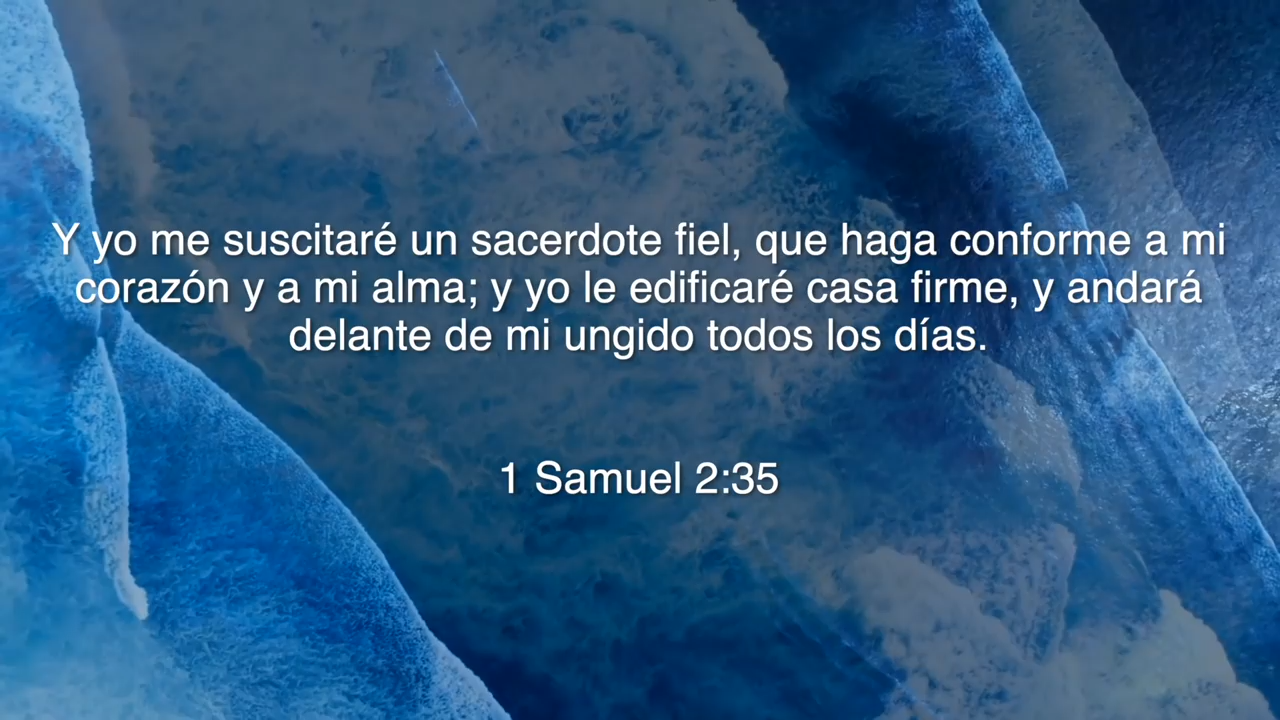 Y yo me suscitaré un sacerdote fiel, que haga conforme a mi
corazón y a mi alma; y yo le edificaré casa firme, y andará
delante de mi ungido todos los días.
1 Samuel 2:35